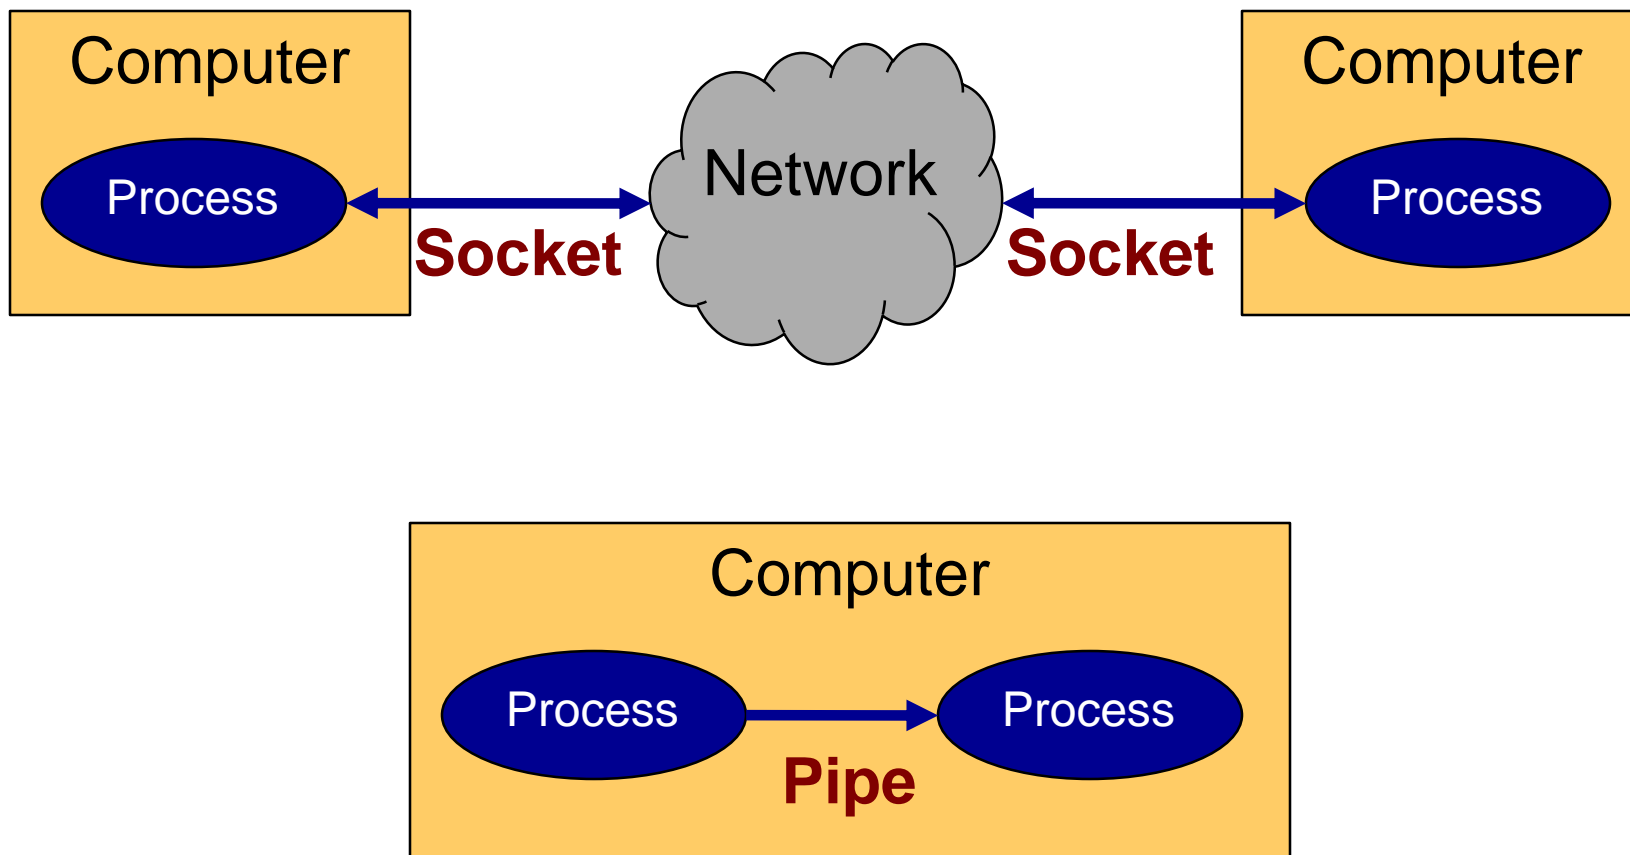 Computer
Computer
Process
Network
Process
Socket
Socket
Computer
Process
Process
Pipe